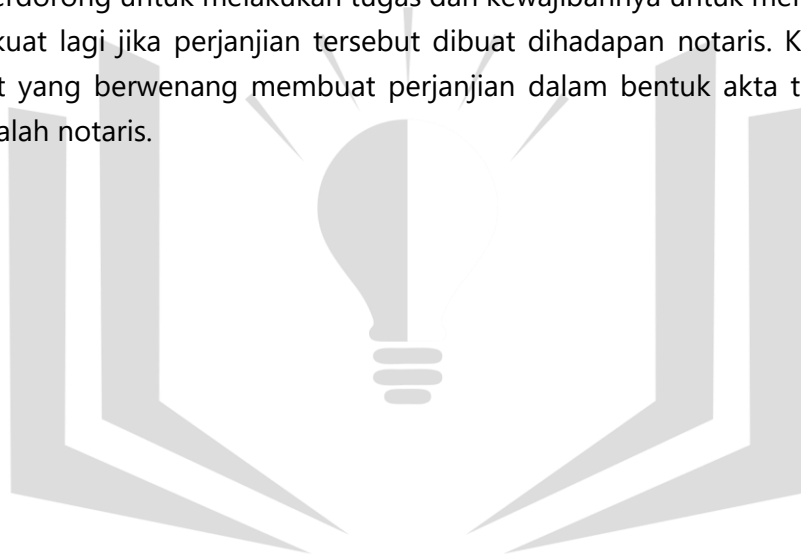 erdorong untuk melakukan tugas dan kewajibannya untuk mem
kuat lagi jika perjanjian tersebut dibuat dihadapan notaris. K
t yang berwenang membuat perjanjian dalam bentuk akta t
alah notaris.